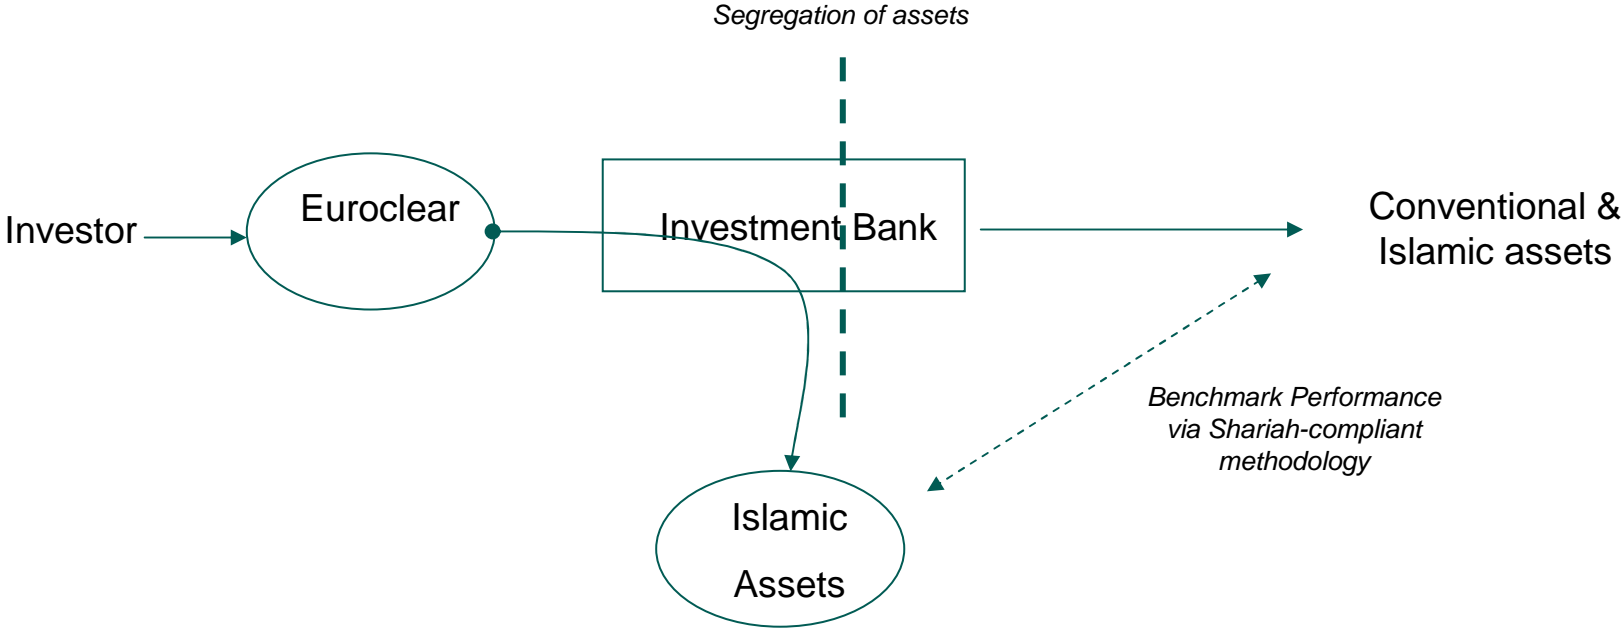 Segregation of assets
Investor
Euroclear
Investment Bank
Conventional &
Islamic assets
Benchmark Performance
via Shariah-compliant
methodology
Islamic
Assets